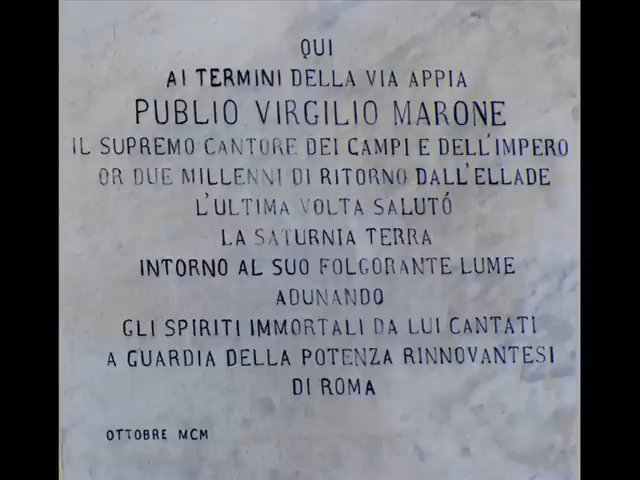 QUI
AI TERMINI DELLA VIA APPIA
PUBLIO VIRGILIO MARONE
IL SUPREMO CANTORE DEI CAMPI E DELL'IMPERO
OR DUE MILLENNI DI RITORNO DALL'ELLADE
L'ULTIMA VOLTA SALUTÓ
LA SATURNIA TERRA
INTORNO AL SUO FOLGORANTE LUME
ADUNANDO
GLI SPIRITI IMMORTALI DA LUI CANTATI
A GUARDIA DELLA POTENZA RINNOVANTESI
DI ROMA
OTTOBRE MCM